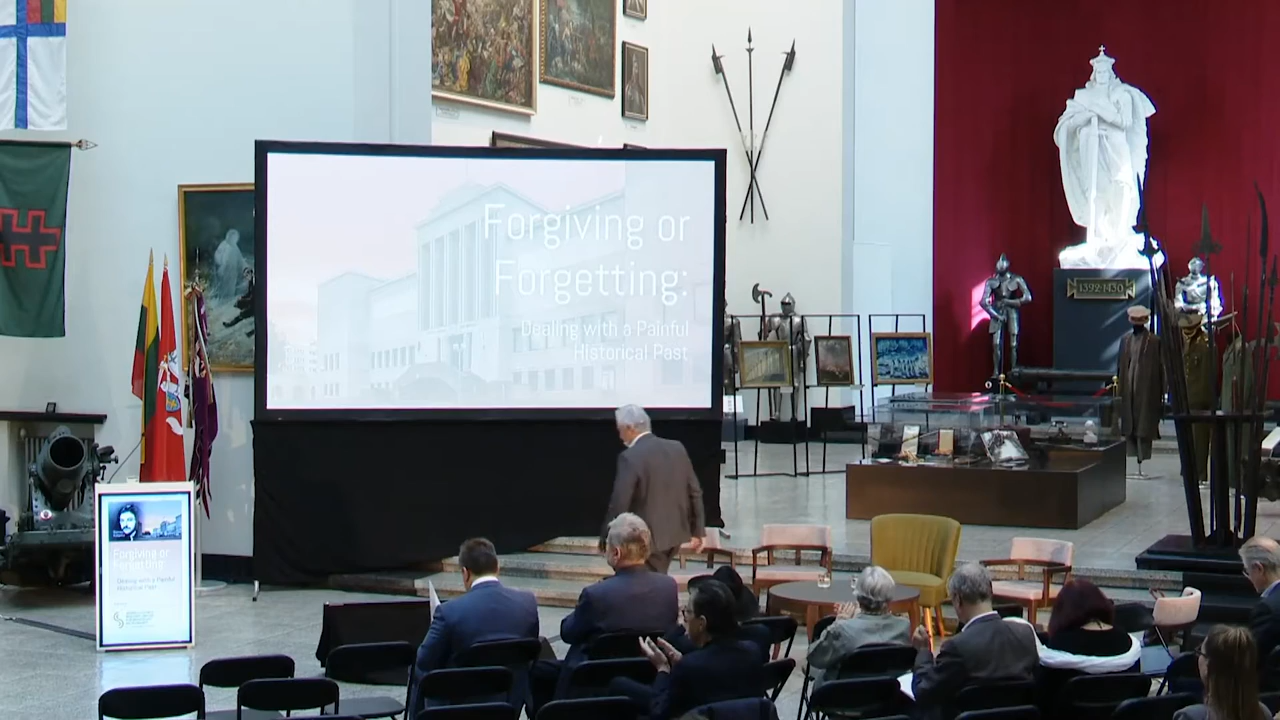 Forgiving or
Forgetting:
Dealing with a Painful
Historical Past
1392-1430
Forgiving or
Forgetting:
Dealing with a Painful
Historical Past